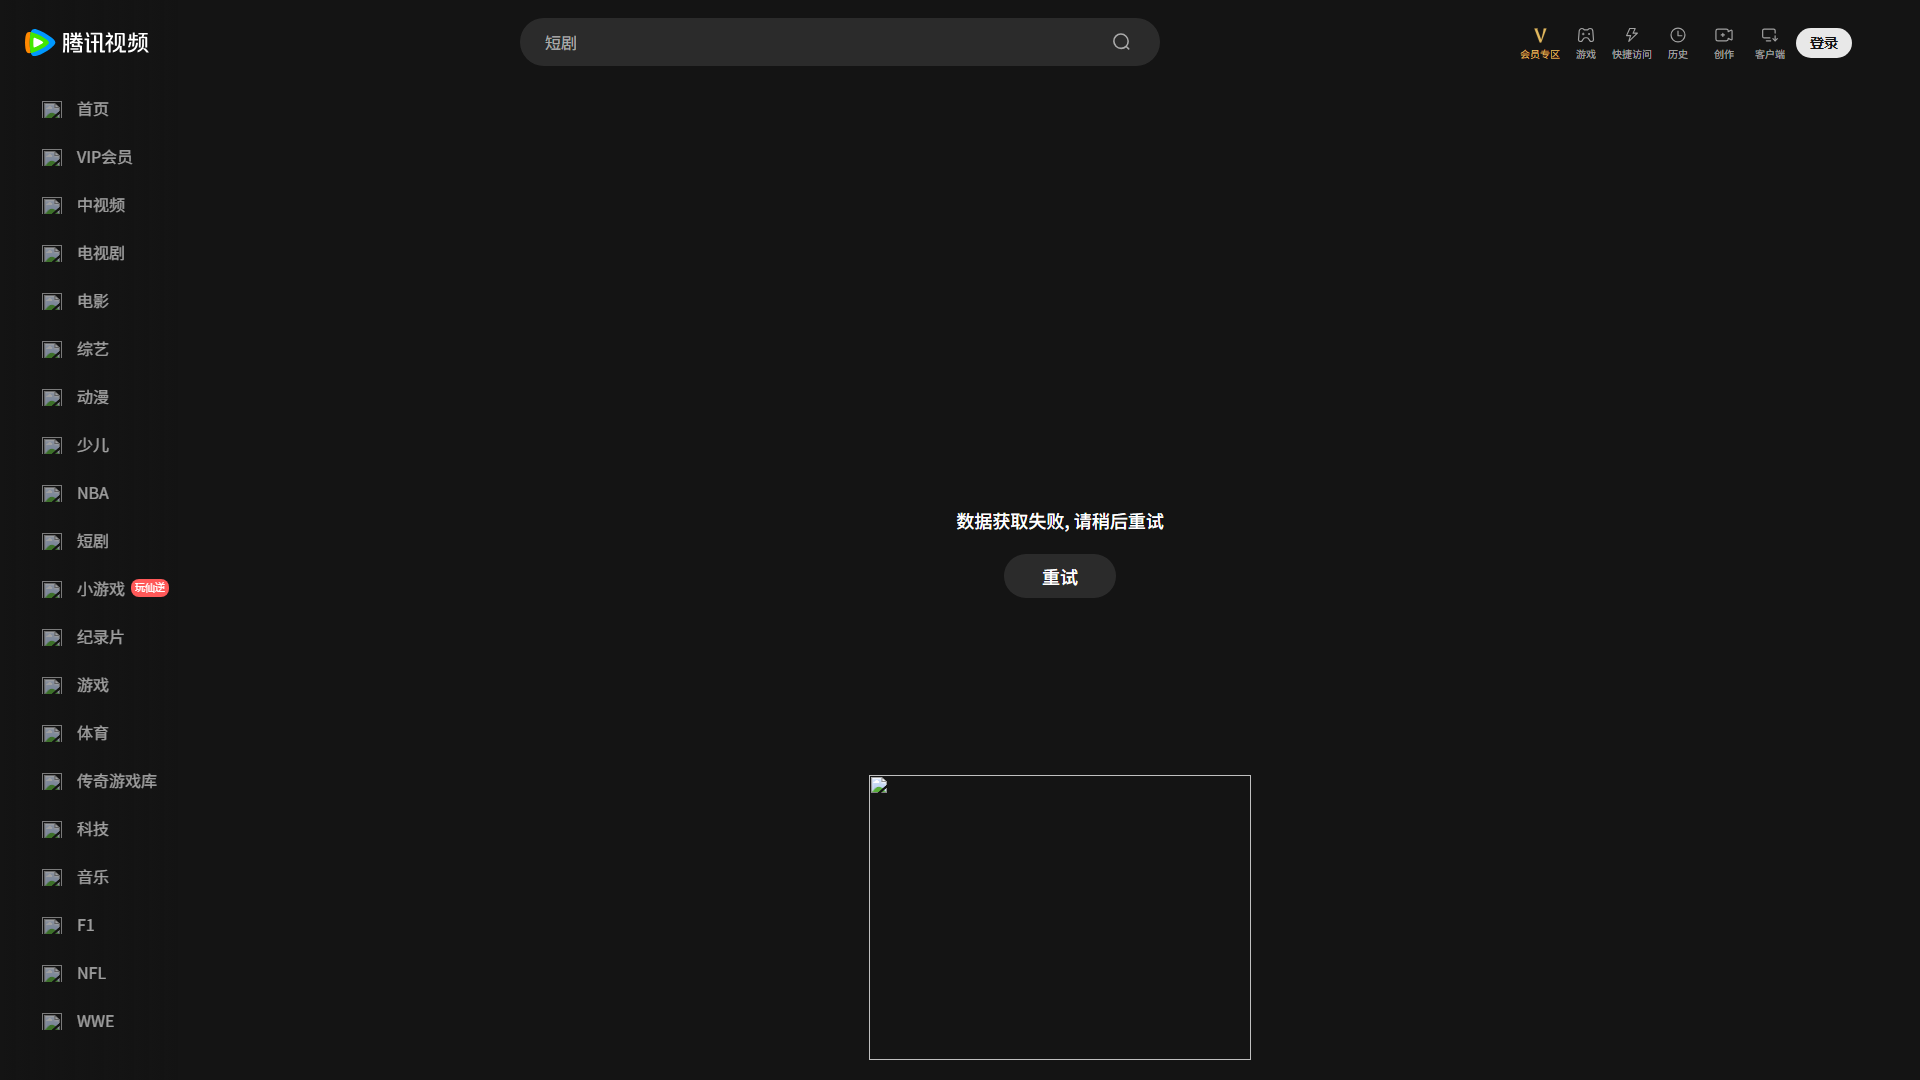 腾讯视频
短剧
会员专区
游戏
快捷访问
历史
创作
客户端
登录
首页
VIP会员
中视频
电视剧
电影
综艺
动漫
少儿
NBA
短剧
小游戏 玩仙逆
纪录片
游戏
体育
传奇游戏库
科技
音乐
F1
NFL
WWE
数据获取失败, 请稍后重试
重试